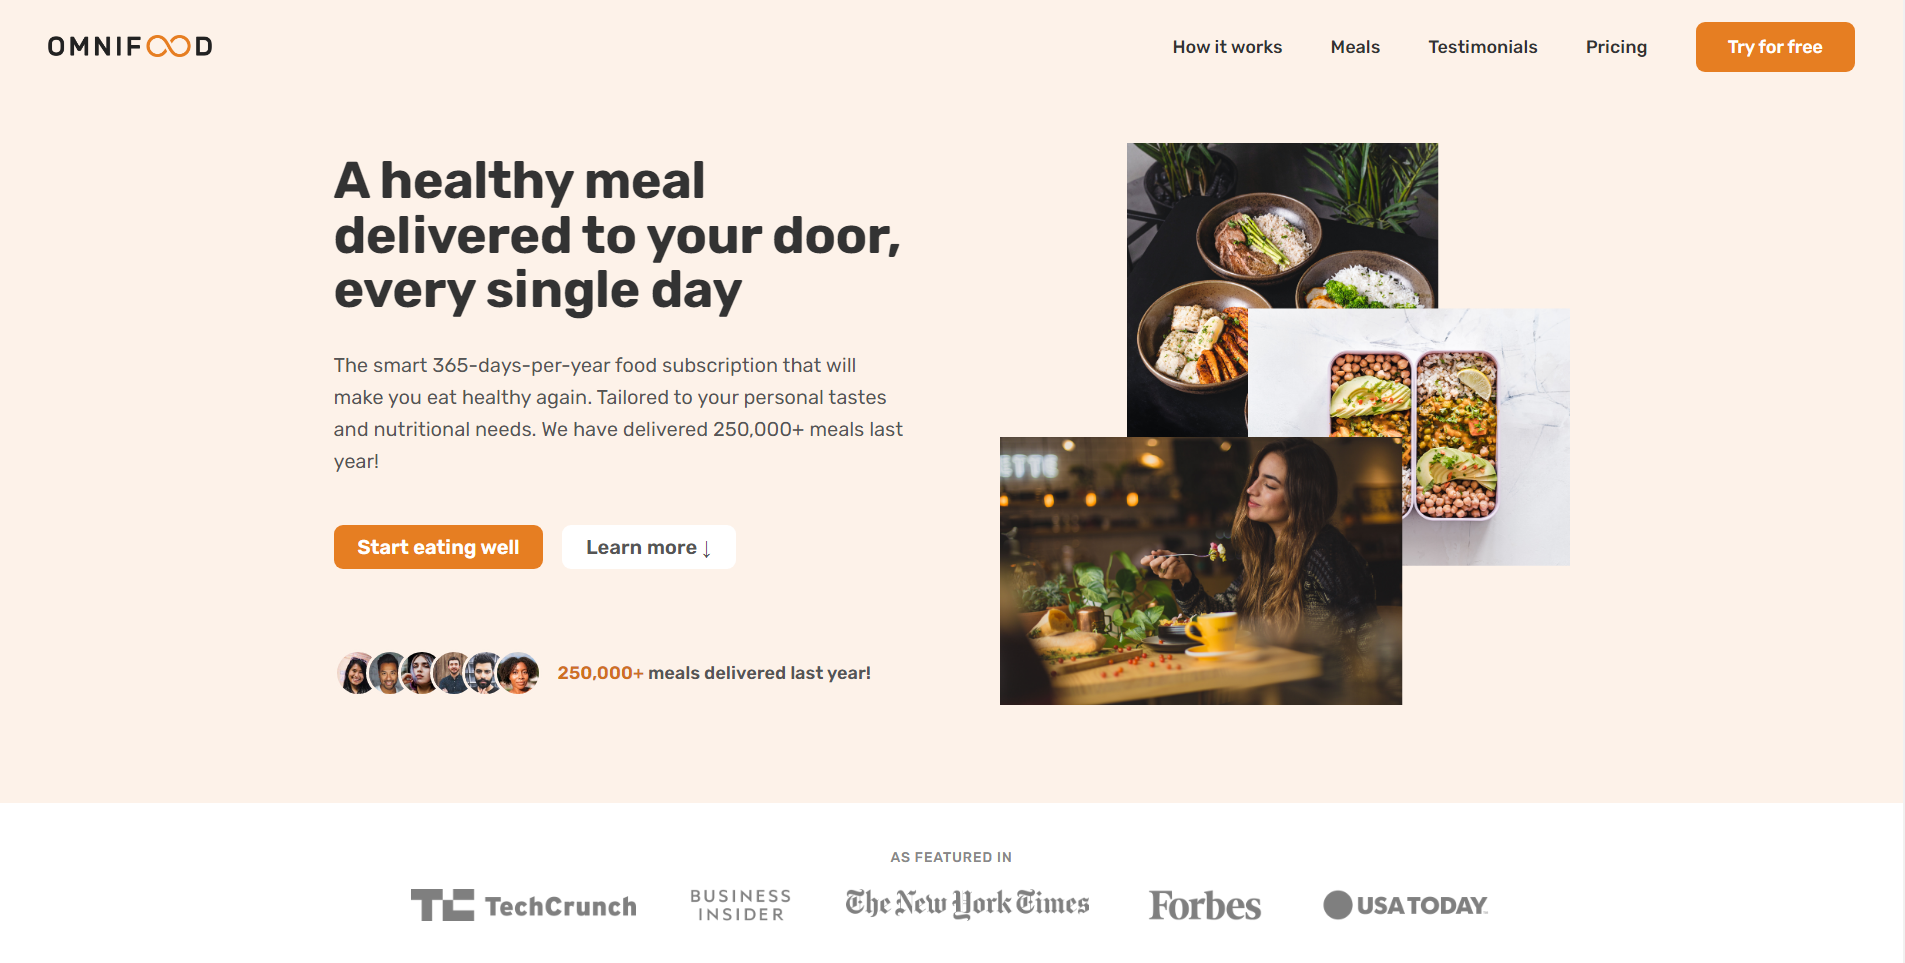 OMNIFOOD
How it works
Meals
Testimonials
Pricing
Try for free
A healthy meal
delivered to your door,
every single day
The smart 365-days-per-year food subscription that will
make you eat healthy again. Tailored to your personal tastes
and nutritional needs. We have delivered 250,000+ meals last
year!
Start eating well
Learn more ↓
250,000+ meals delivered last year!
ETTE
AS FEATURED IN
TC TechCrunch
BUSINESS
INSIDER
The New York Times
Forbes
USA TODAY